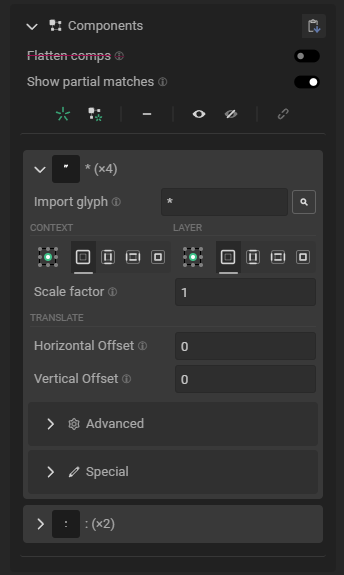 Components
Flatten comps
Show partial matches
" * (×4)
Import glyph *
CONTEXT LAYER
Scale factor 1
TRANSLATE
Horizontal Offset 0
Vertical Offset 0
Advanced
Special
: : (×2)